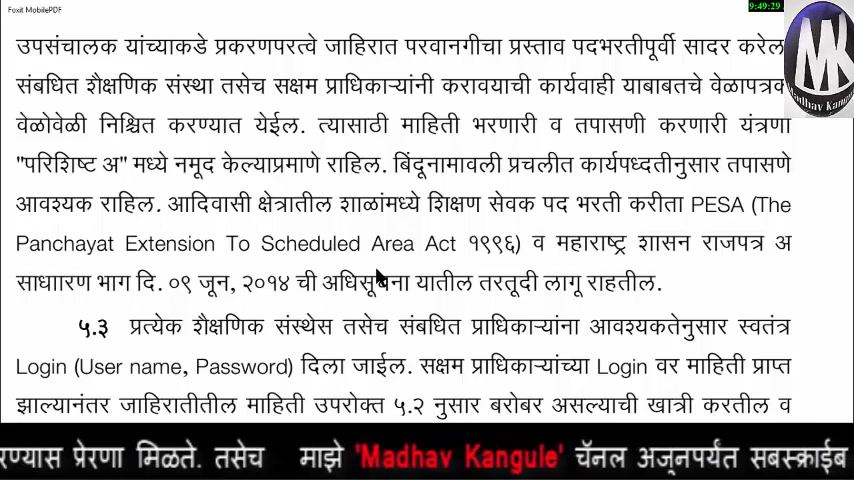 Foxit MobilePDF
9:49:29
उपसंचालक यांच्याकडे प्रकरणपरत्वे जाहिरात परवानगीचा प्रस्ताव पदभरतीपूर्वी सादर करेल
संबधित शैक्षणिक संस्था तसेच सक्षम प्राधिकाऱ्यांनी करावयाची कार्यवाही याबाबतचे वेळापत्रक
वेळोवेळी निश्चित करण्यात येईल. त्यासाठी माहिती भरणारी व तपासणी करणारी यंत्रणा
"परिशिष्ट अ" मध्ये नमूद केल्याप्रमाणे राहिल. बिंदूनामावली प्रचलीत कार्यपध्दतीनुसार तपासणे
आवश्यक राहिल. आदिवासी क्षेत्रातील शाळांमध्ये शिक्षण सेवक पद भरती करीता PESA (The
Panchayat Extension To Scheduled Area Act १९९६) व महाराष्ट्र शासन राजपत्र अ
साधाारण भाग दि. ०९ जून, २०१४ ची अधिसूचना यातील तरतूदी लागू राहतील.
५.३ प्रत्येक शैक्षणिक संस्थेस तसेच संबधित प्राधिकाऱ्यांना आवश्यकतेनुसार स्वतंत्र
Login (User name, Password) दिला जाईल. सक्षम प्राधिकाऱ्यांच्या Login वर माहिती प्राप्त
झाल्यानंतर जाहिरातीतील माहिती उपरोक्त ५.२ नुसार बरोबर असल्याची खात्री करतील व
MK
Madhav Kangu
रण्यास प्रेरणा मिळते. तसेच माझे 'Madhav Kangule' चॅनल अजूनपर्यंत सबस्क्राईब